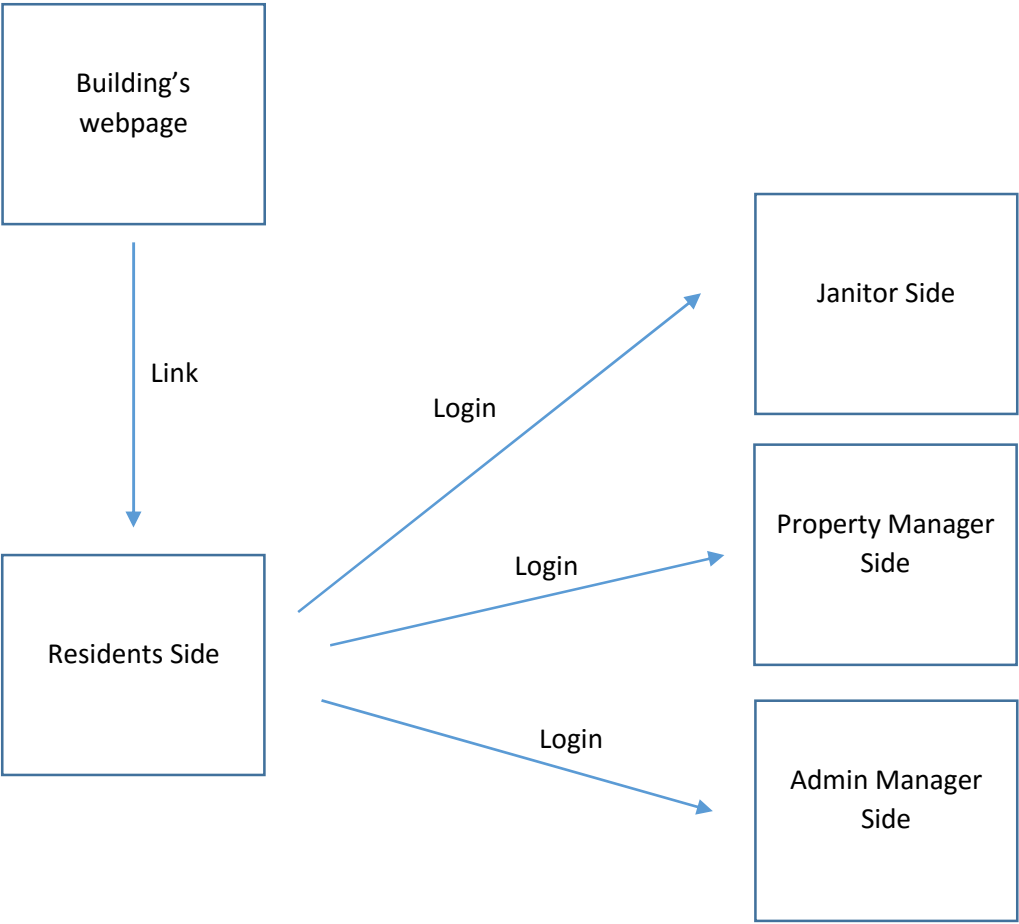 Building’s
webpage
Link
Login
Janitor Side
Login
Property Manager
Side
Residents Side
Login
Admin Manager
Side